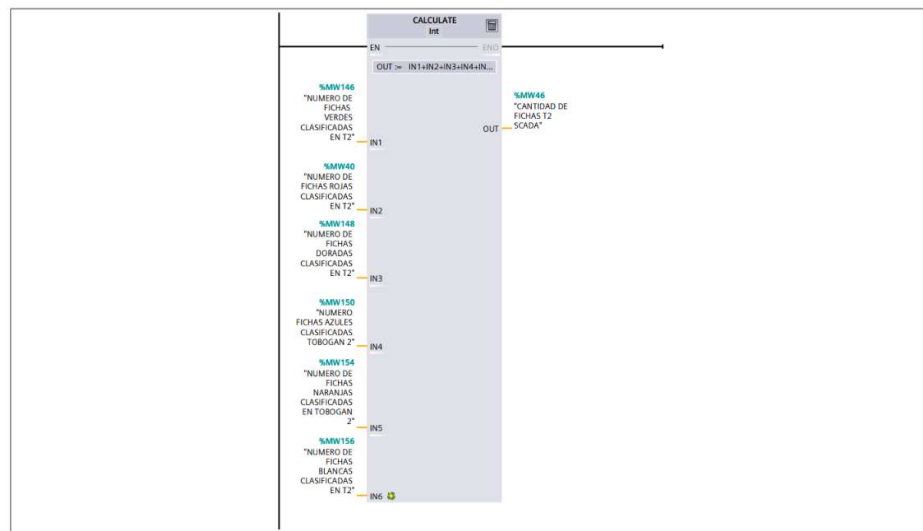 CALCULATE
Int
EN
ENO
OUT := IN1+IN2+IN3+IN4+IN...
%MW146
"NUMERO DE
FICHAS
VERDES
CLASIFICADAS
EN T2"
IN1
%MW46
"CANTIDAD DE
FICHAS T2
SCADA"
OUT
%MW40
"NUMERO DE
FICHAS ROJAS
CLASIFICADAS
EN T2"
IN2
%MW148
"NUMERO DE
FICHAS
DORADAS
CLASIFICADAS
EN T2"
IN3
%MW150
"NUMERO
FICHAS AZULES
CLASIFICADAS
TOBOGAN 2"
IN4
%MW154
"NUMERO DE
FICHAS
NARANJAS
CLASIFICADAS
EN TOBOGAN
2"
IN5
%MW156
"NUMERO DE
FICHAS
BLANCAS
CLASIFICADAS
EN T2"
IN6